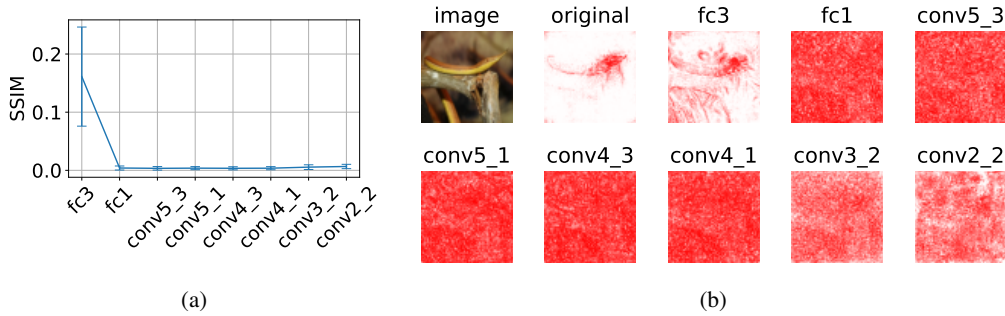 0.2
0.1
0.0
SSIM
fc3
fc1
conv5_3
conv5_1
conv4_3
conv4_1
conv3_2
conv2_2
(a)
image original fc3 fc1 conv5_3
conv5_1 conv4_3 conv4_1 conv3_2 conv2_2
(b)